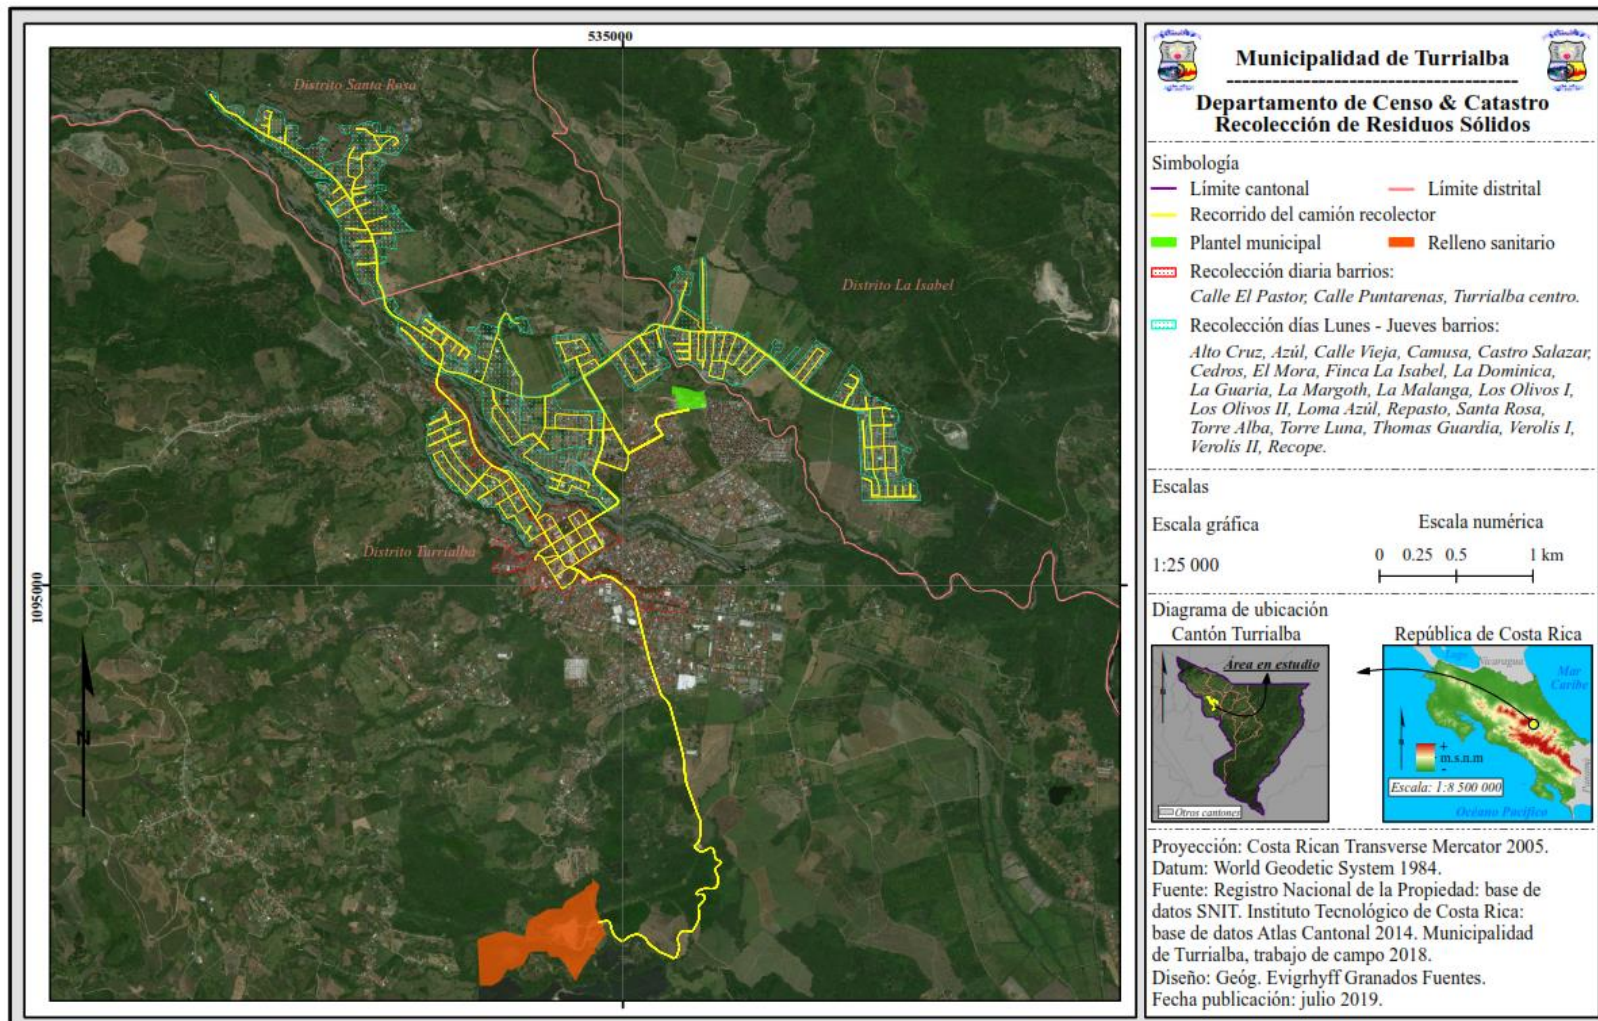 535000
1095000
Distrito Santa Rosa
Distrito La Isabel
Distrito Turrialba
N
Municipalidad de Turrialba
Departamento de Censo & Catastro
Recolección de Residuos Sólidos
Simbología
Límite cantonal
Límite distrital
Recorrido del camión recolector
Plantel municipal
Relleno sanitario
Recolección diaria barrios:
Calle El Pastor, Calle Puntarenas, Turrialba centro.
Recolección días Lunes - Jueves barrios:
Alto Cruz, Azúl, Calle Vieja, Camusa, Castro Salazar,
Cedros, El Mora, Finca La Isabel, La Dominica,
La Guaria, La Margoth, La Malanga, Los Olivos I,
Los Olivos II, Loma Azúl, Repasto, Santa Rosa,
Torre Alba, Torre Luna, Thomas Guardia, Verolis I,
Verolis II, Recope.
Escalas
Escala gráfica
Escala numérica
1:25 000
0 0.25 0.5 1 km
Diagrama de ubicación
Cantón Turrialba
República de Costa Rica
Área en estudio
Otros cantones
Lago
Nicaragua
Mar
Caribe
+
m.s.n.m
-
Panamá
Escala: 1:8 500 000
Océano Pacífico
Proyección: Costa Rican Transverse Mercator 2005.
Datum: World Geodetic System 1984.
Fuente: Registro Nacional de la Propiedad: base de
datos SNIT. Instituto Tecnológico de Costa Rica:
base de datos Atlas Cantonal 2014. Municipalidad
de Turrialba, trabajo de campo 2018.
Diseño: Geóg. Evigrhyff Granados Fuentes.
Fecha publicación: julio 2019.